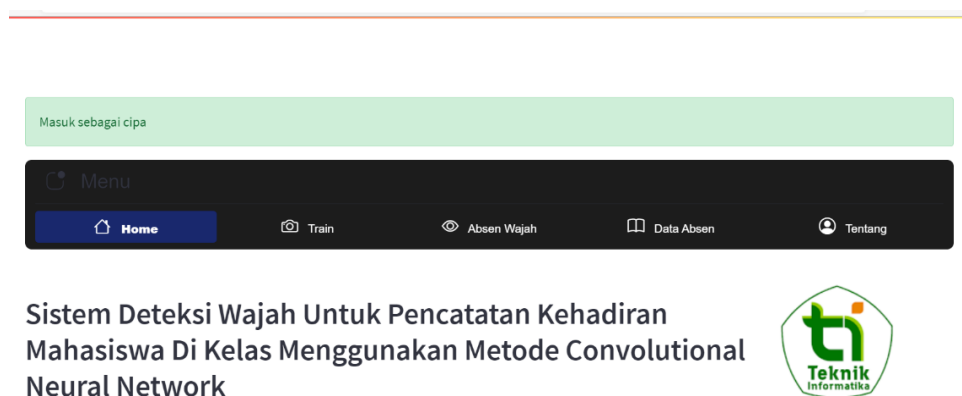 Masuk sebagai cipa
Menu
Home Train Absen Wajah Data Absen Tentang
Sistem Deteksi Wajah Untuk Pencatatan Kehadiran
Mahasiswa Di Kelas Menggunakan Metode Convolutional
Neural Network
ti
Teknik
Informatika